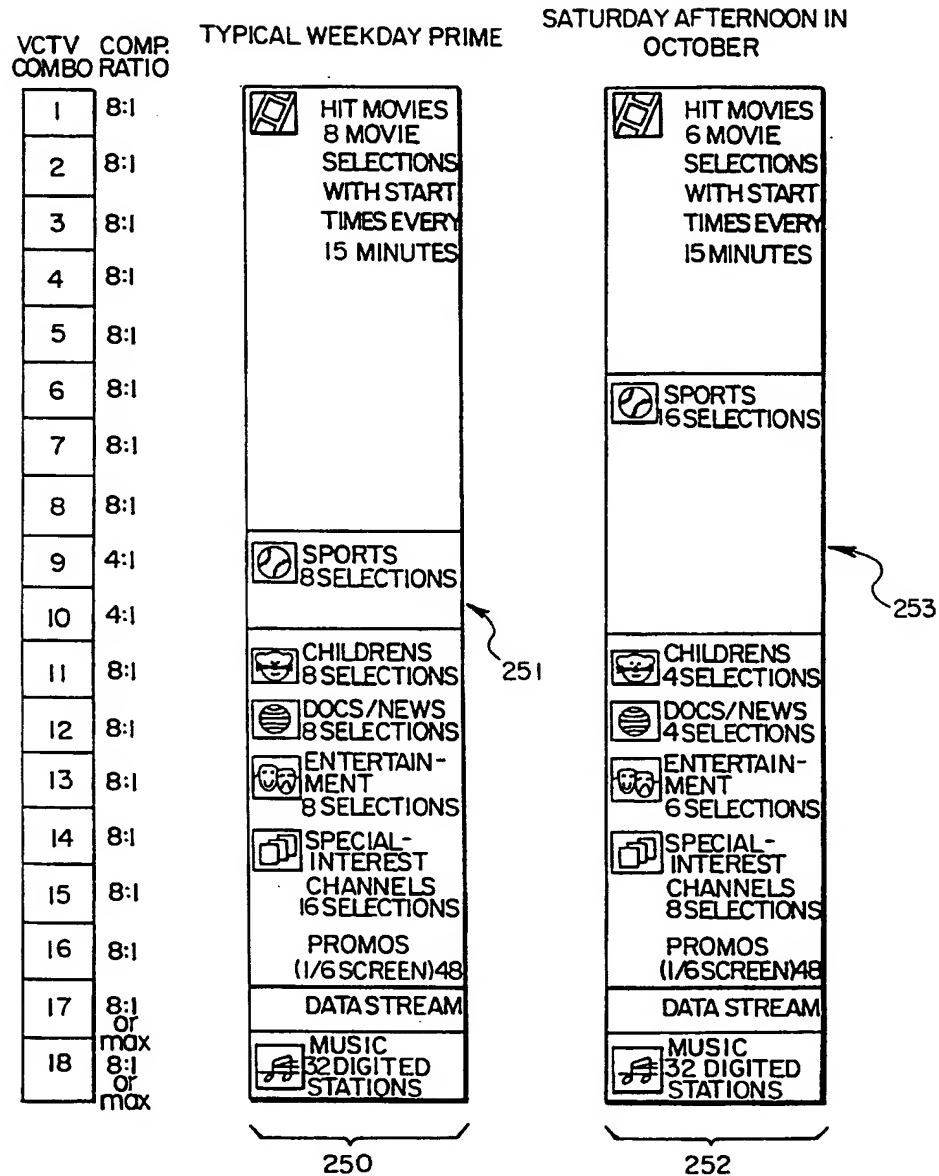 VCTV COMP.
COMBO RATIO
TYPICAL WEEKDAY PRIME
SATURDAY AFTERNOON IN
OCTOBER
1 8:1
2 8:1
3 8:1
4 8:1
5 8:1
6 8:1
7 8:1
8 8:1
9 4:1
10 4:1
11 8:1
12 8:1
13 8:1
14 8:1
15 8:1
16 8:1
17 8:1
or
max
18 8:1
or
max
HIT MOVIES
8 MOVIE
SELECTIONS
WITH START
TIMES EVERY
15 MINUTES
SPORTS
8 SELECTIONS
251
CHILDRENS
8 SELECTIONS
DOCS/NEWS
8 SELECTIONS
ENTERTAIN-
MENT
8 SELECTIONS
SPECIAL-
INTEREST
CHANNELS
16 SELECTIONS
PROMOS
(1/6 SCREEN) 48
DATA STREAM
MUSIC
32 DIGITED
STATIONS
250
HIT MOVIES
6 MOVIE
SELECTIONS
WITH START
TIMES EVERY
15 MINUTES
SPORTS
16 SELECTIONS
253
CHILDRENS
4 SELECTIONS
DOCS/NEWS
4 SELECTIONS
ENTERTAIN-
MENT
6 SELECTIONS
SPECIAL-
INTEREST
CHANNELS
8 SELECTIONS
PROMOS
(1/6 SCREEN) 48
DATA STREAM
MUSIC
32 DIGITED
STATIONS
252